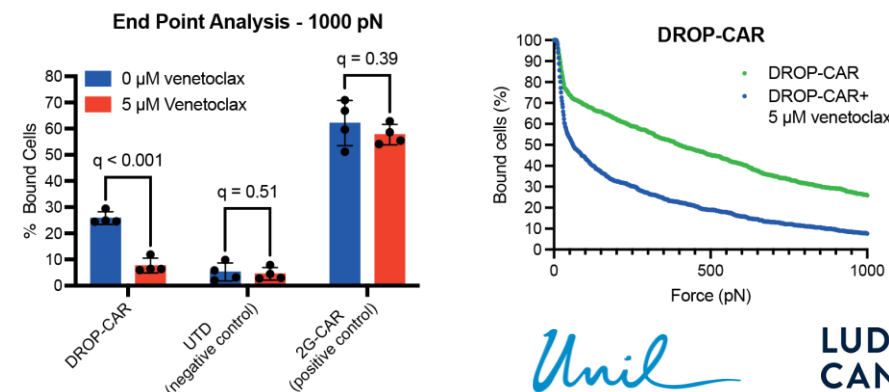 End Point Analysis - 1000 pN
% Bound Cells
80
70
60
50
40
30
20
10
0
0 µM venetoclax
5 µM Venetoclax
q < 0.001
q = 0.51
q = 0.39
DROP-CAR
UTD
(negative control)
2G-CAR
(positive control)
DROP-CAR
Bound cells (%)
100
90
80
70
60
50
40
30
20
10
0
DROP-CAR
DROP-CAR+
5 µM venetoclax
0
500
1000
Force (pN)
Unil
LUD
CAN